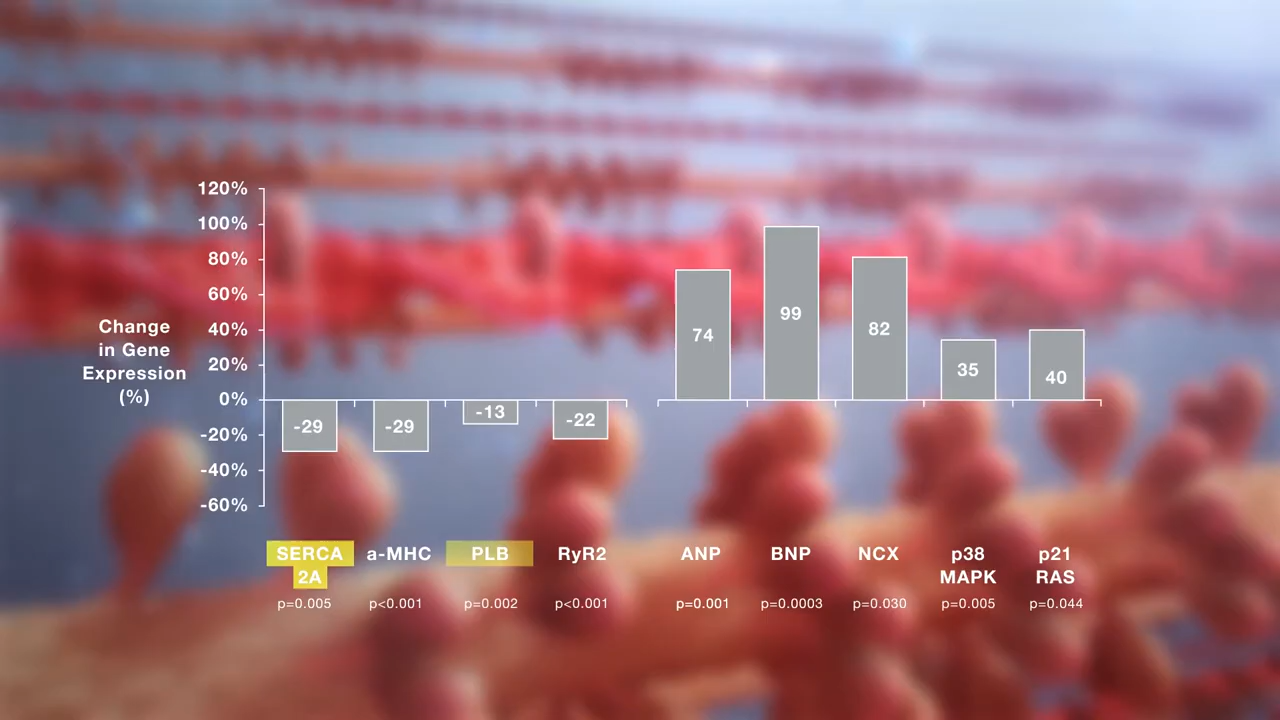 120%
100%
80%
60%
40%
20%
0%
-20%
-40%
-60%
Change
in Gene
Expression
(%)
-29
-29
-13
-22
74
99
82
35
40
SERCA
2A
a-MHC
PLB
RyR2
ANP
BNP
NCX
p38
MAPK
p21
RAS
p=0.005
p<0.001
p=0.002
p<0.001
p=0.001
p=0.0003
p=0.030
p=0.005
p=0.044